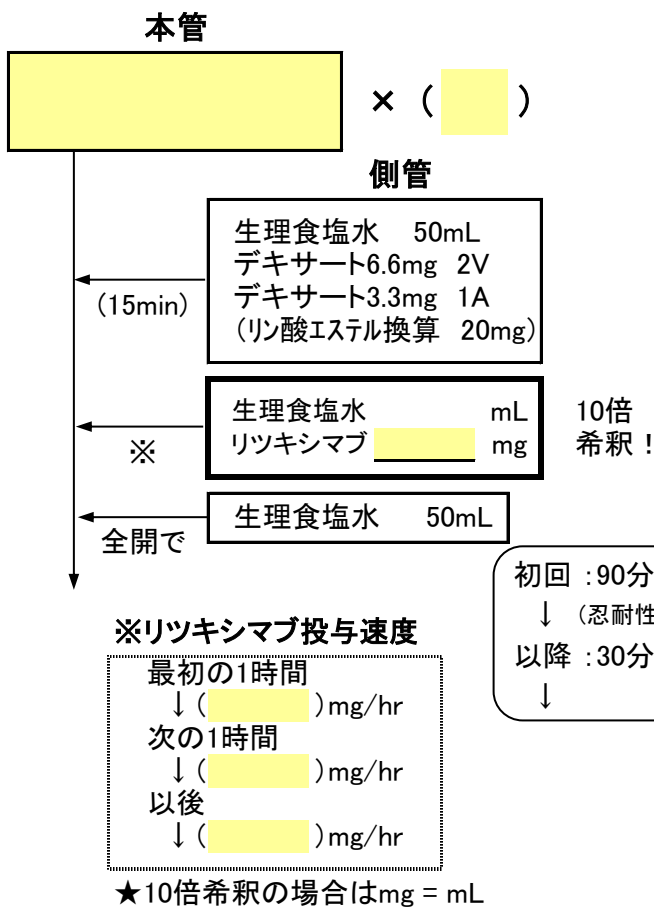 本管
× ( )
側管
生理食塩水 50mL
デキサート6.6mg 2V
デキサート3.3mg 1A
(リン酸エステル換算 20mg)
(15min)
生理食塩水 mL
リツキシマブ mg
10倍
希釈！
※
生理食塩水 50mL
全開で
初回 :90分
↓ (忍耐性
以降 :30分
↓
※リツキシマブ投与速度
最初の1時間
↓( )mg/hr
次の1時間
↓( )mg/hr
以後
↓( )mg/hr
★10倍希釈の場合はmg = mL